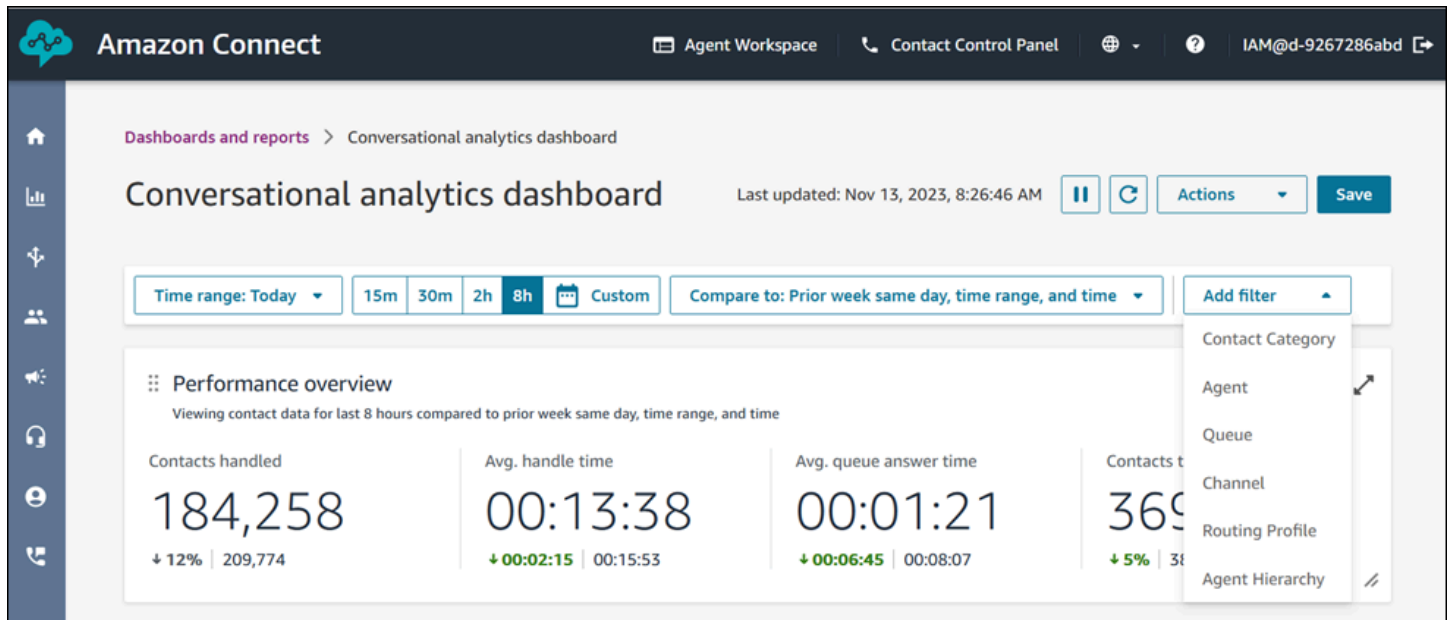 Amazon Connect
Agent Workspace
Contact Control Panel
IAM@d-9267286abd
Dashboards and reports > Conversational analytics dashboard
Conversational analytics dashboard
Last updated: Nov 13, 2023, 8:26:46 AM
Actions
Save
Time range: Today
15m 30m 2h 8h Custom
Compare to: Prior week same day, time range, and time
Add filter
Contact Category
Agent
Queue
Channel
Routing Profile
Agent Hierarchy
Performance overview
Viewing contact data for last 8 hours compared to prior week same day, time range, and time
Contacts handled
184,258
↓ 12% | 209,774
Avg. handle time
00:13:38
↓ 00:02:15 | 00:15:53
Avg. queue answer time
00:01:21
↓ 00:06:45 | 00:08:07
Contacts
369
↓ 5%